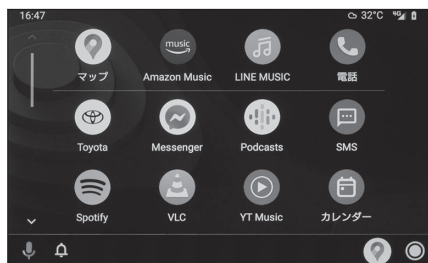 16:47 32°C 4G
music
マップ Amazon Music LINE MUSIC 電話
Toyota Messenger Podcasts SMS
Spotify VLC YT Music カレンダー